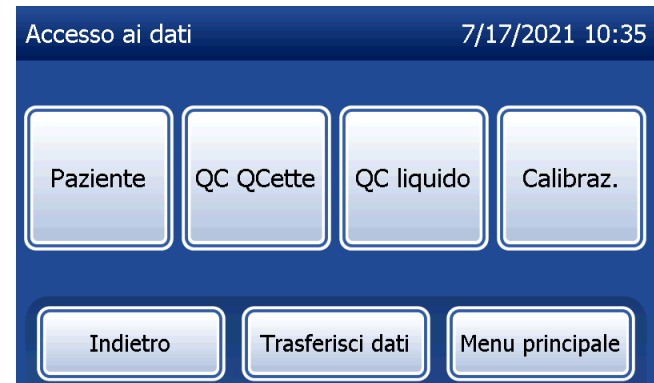 Accesso ai dati 7/17/2021 10:35
Paziente QC QCette QC liquido Calibraz.
Indietro Trasferisci dati Menu principale